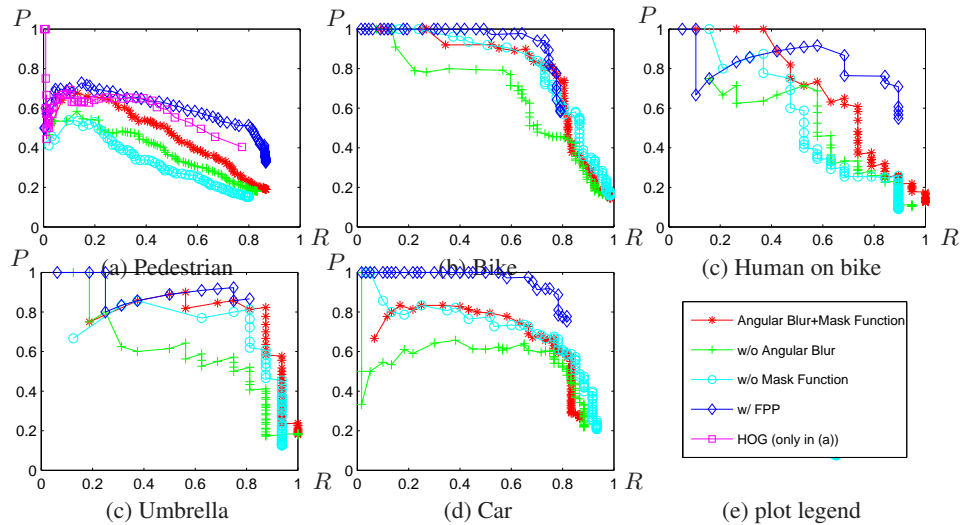 P P P
1 1 1
0.8 0.8 0.8
0.6 0.6 0.6
0.4 0.4 0.4
0.2 0.2 0.2
0 0 0
0 0.2 0.4 0.6 0.8 1 R 0 0.2 0.4 0.6 0.8 1 R 0 0.2 0.4 0.6 0.8 1 R
(a) Pedestrian (b) Bike (c) Human on bike
P P
1 1
0.8 0.8
0.6 0.6
0.4 0.4
0.2 0.2
0 0
0 0.2 0.4 0.6 0.8 1 R 0 0.2 0.4 0.6 0.8 1 R
Angular Blur+Mask Function
w/o Angular Blur
w/o Mask Function
w/ FPP
HOG (only in (a))
(c) Umbrella (d) Car (e) plot legend